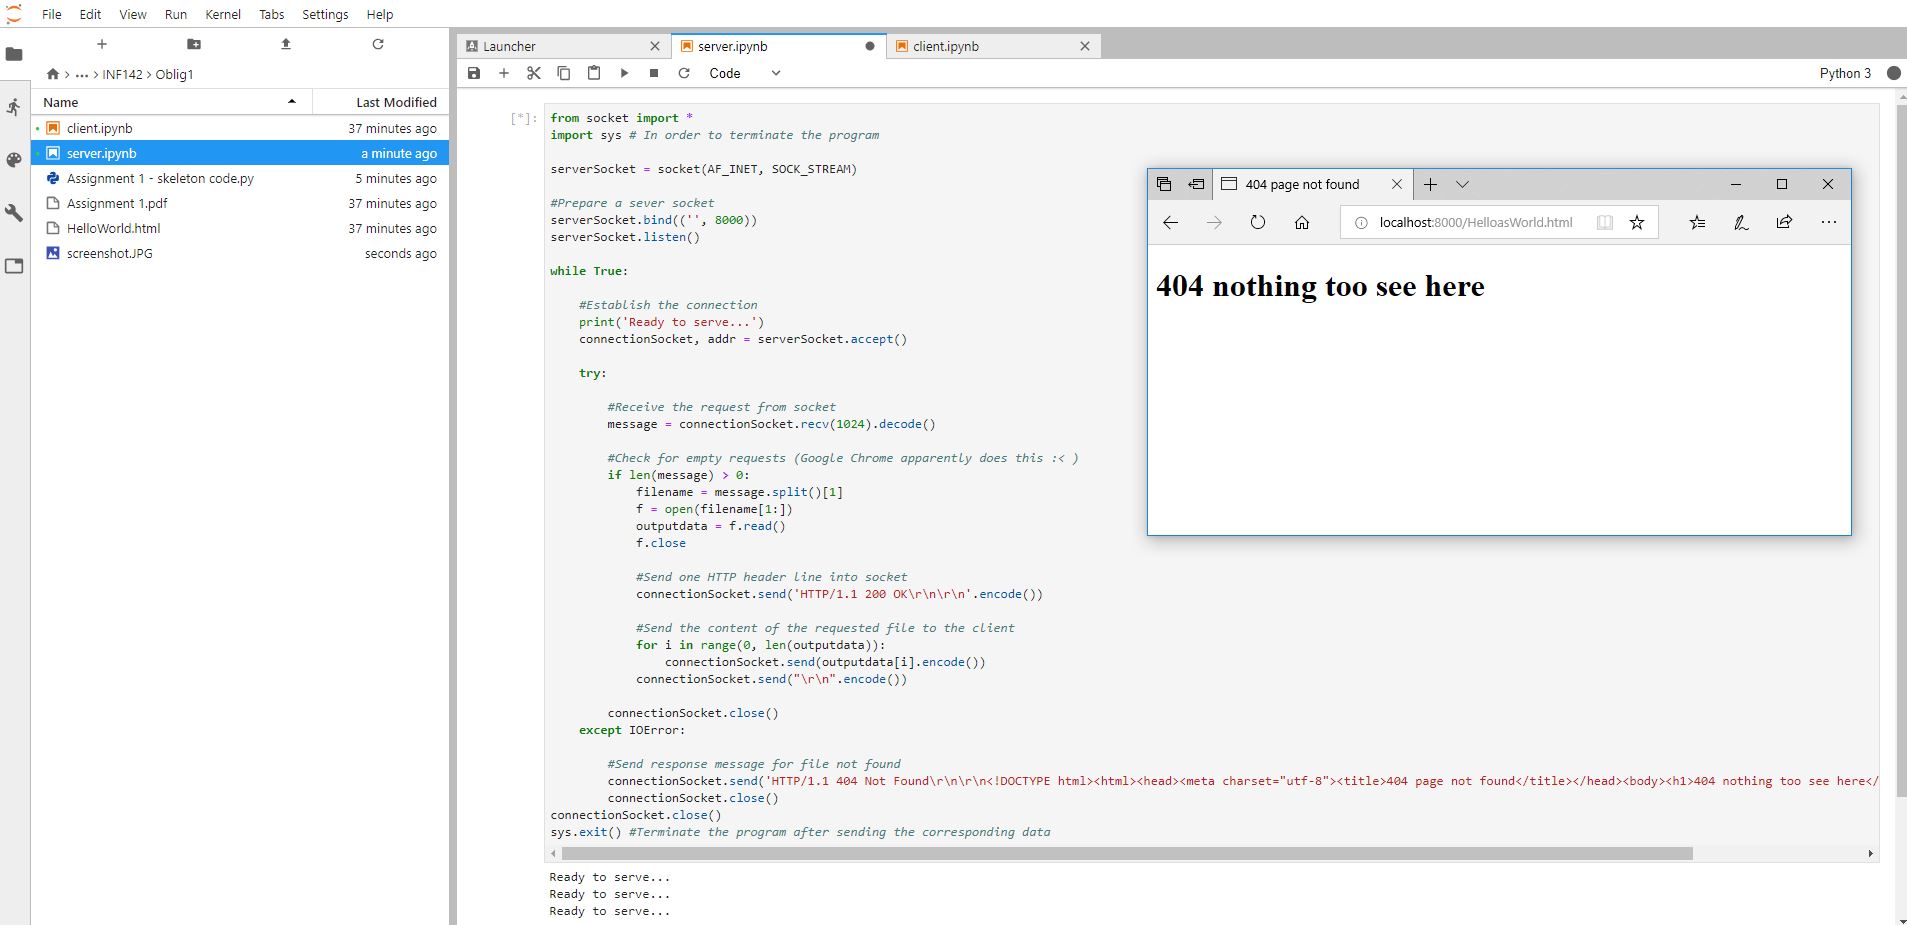 File Edit View Run Kernel Tabs Settings Help
… INF142 Oblig1
Name Last Modified
client.ipynb 37 minutes ago
server.ipynb a minute ago
Assignment 1 - skeleton code.py 5 minutes ago
Assignment 1.pdf 37 minutes ago
HelloWorld.html 37 minutes ago
screenshot.JPG seconds ago
Launcher server.ipynb client.ipynb
Code Python 3
[*]:
from socket import *
import sys # In order to terminate the program
serverSocket = socket(AF_INET, SOCK_STREAM)
#Prepare a sever socket
serverSocket.bind(('', 8000))
serverSocket.listen()
while True:
#Establish the connection
print('Ready to serve...')
connectionSocket, addr = serverSocket.accept()
try:
#Receive the request from socket
message = connectionSocket.recv(1024).decode()
#Check for empty requests (Google Chrome apparently does this :< )
if len(message) > 0:
filename = message.split()[1]
f = open(filename[1:])
outputdata = f.read()
f.close
#Send one HTTP header line into socket
connectionSocket.send('HTTP/1.1 200 OK\r\n\r\n'.encode())
#Send the content of the requested file to the client
for i in range(0, len(outputdata)):
connectionSocket.send(outputdata[i].encode())
connectionSocket.send("\r\n".encode())
connectionSocket.close()
except IOError:
#Send response message for file not found
connectionSocket.send('HTTP/1.1 404 Not Found\r\n\r\n<!DOCTYPE html><html><head><meta charset="utf-8"><title>404 page not found</title></head><body><h1>404 nothing too see here</
connectionSocket.close()
connectionSocket.close()
sys.exit() #Terminate the program after sending the corresponding data
Ready to serve...
Ready to serve...
Ready to serve...
404 page not found
localhost:8000/HelloasWorld.html
404 nothing too see here